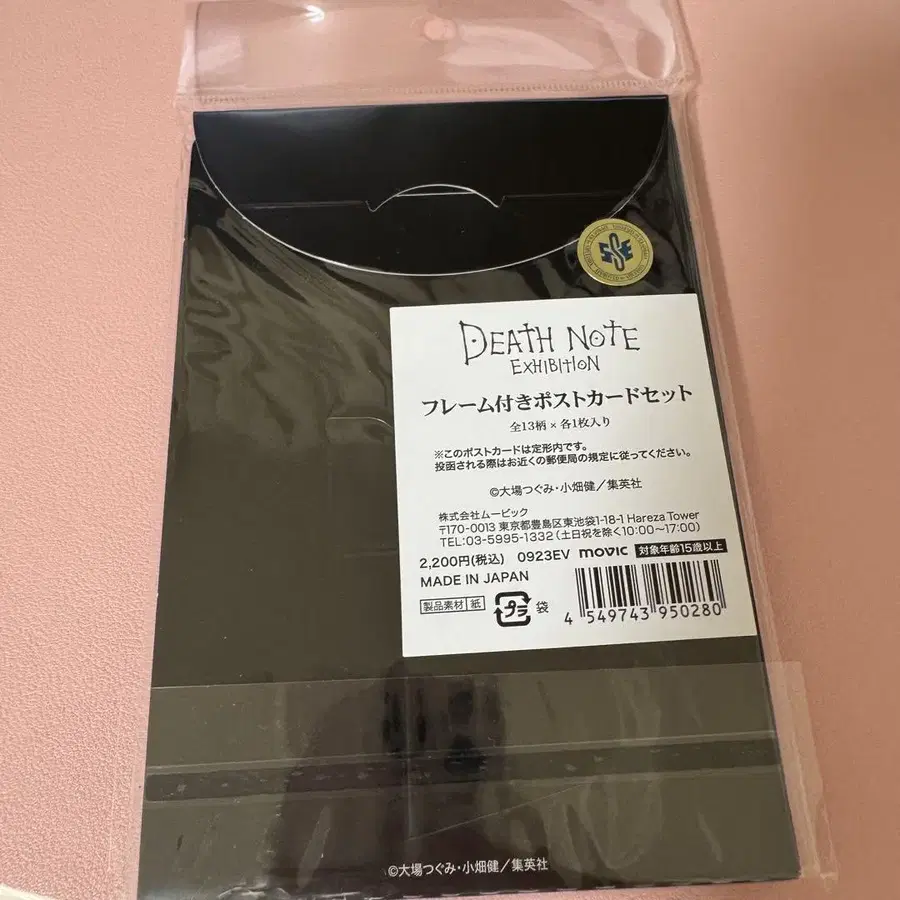 DEATH NOTE
EXHIBITION
フレーム付きポストカードセット
全13柄×各1枚入り
※このポストカードは定形内です。
投函される際はお近くの郵便局の規定に従ってください。
©大場つぐみ・小畑健／集英社
株式会社ムービック
〒170-0013 東京都豊島区東池袋1-18-1 Hareza Tower
TEL:03-5995-1332(土日祝を除く10:00~17:00)
2,200円(税込) 0923EV movic 対象年齢15歳以上
MADE IN JAPAN
製品素材 紙 プラ 袋
4 549743 950280
©大場つぐみ・小畑健／集英社